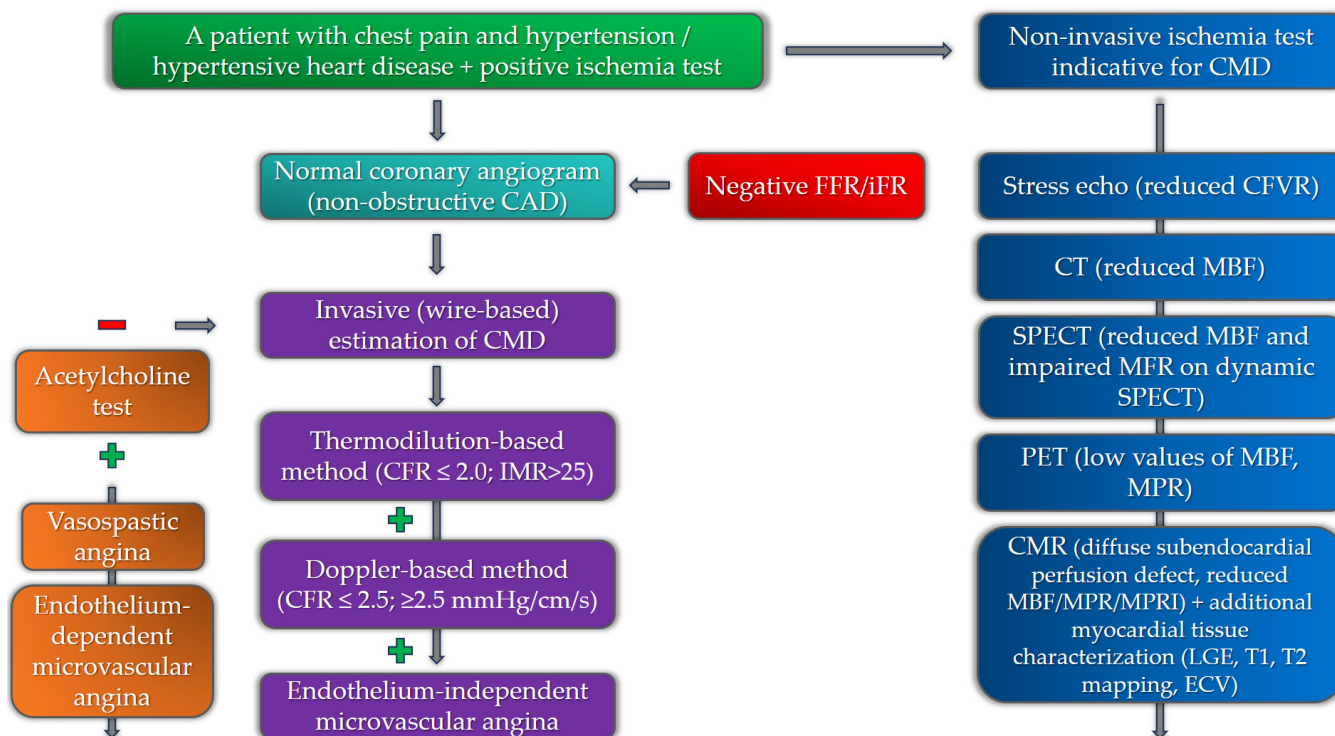 A patient with chest pain and hypertension /
hypertensive heart disease + positive ischemia test
Non-invasive ischemia test
indicative for CMD
Normal coronary angiogram
(non-obstructive CAD)
Negative FFR/iFR
Stress echo (reduced CFVR)
CT (reduced MBF)
Invasive (wire-based)
estimation of CMD
SPECT (reduced MBF and
impaired MFR on dynamic
SPECT)
Acetylcholine
test
Thermodilution-based
method (CFR ≤ 2.0; IMR>25)
PET (low values of MBF,
MPR)
Vasospastic
angina
Doppler-based method
(CFR ≤ 2.5; ≥2.5 mmHg/cm/s)
CMR (diffuse subendocardial
perfusion defect, reduced
MBF/MPR/MPRI) + additional
myocardial tissue
characterization (LGE, T1, T2
mapping, ECV)
Endothelium-
dependent
microvascular
angina
Endothelium-independent
microvascular angina